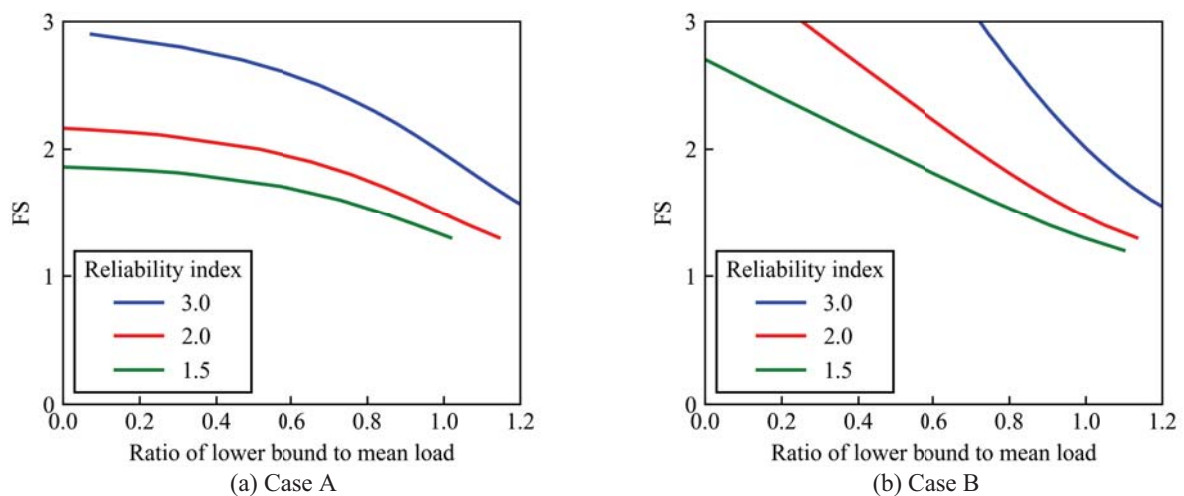 3
2
1
0
FS
Reliability index
3.0
2.0
1.5
0.0 0.2 0.4 0.6 0.8 1.0 1.2
Ratio of lower bound to mean load
(a) Case A
3
2
1
0
FS
Reliability index
3.0
2.0
1.5
0.0 0.2 0.4 0.6 0.8 1.0 1.2
Ratio of lower bound to mean load
(b) Case B